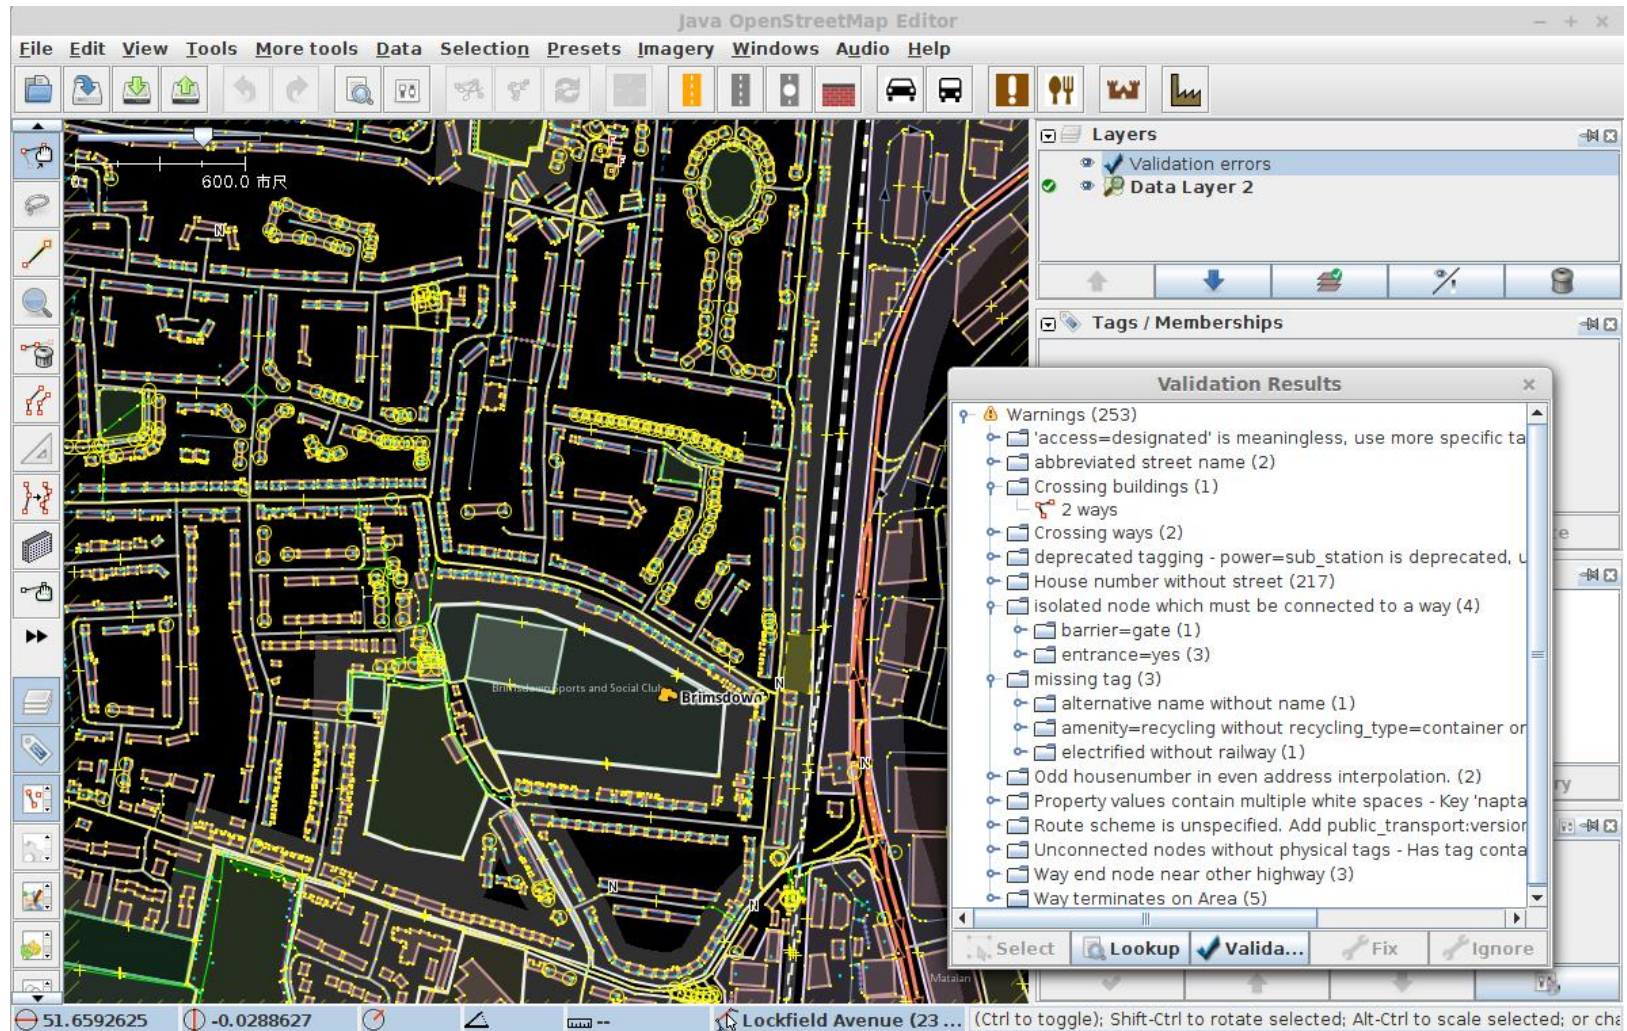 Java OpenStreetMap Editor
File Edit View Tools More tools Data Selection Presets Imagery Windows Audio Help
0
600.0 市尺
F
F
N
Brimsdown Sports and Social Club
Brimsdown
N
N
N
N
Matalan
Layers
Validation errors
Data Layer 2
Tags / Memberships
Validation Results
Warnings (253)
'access=designated' is meaningless, use more specific ta
abbreviated street name (2)
Crossing buildings (1)
2 ways
Crossing ways (2)
deprecated tagging - power=sub_station is deprecated, u
House number without street (217)
isolated node which must be connected to a way (4)
barrier=gate (1)
entrance=yes (3)
missing tag (3)
alternative name without name (1)
amenity=recycling without recycling_type=container or
electrified without railway (1)
Odd housenumber in even address interpolation. (2)
Property values contain multiple white spaces - Key 'napta
Route scheme is unspecified. Add public_transport:version
Unconnected nodes without physical tags - Has tag conta
Way end node near other highway (3)
Way terminates on Area (5)
Select Lookup Valida... Fix Ignore
51.6592625 -0.0288627 -- Lockfield Avenue (23 ... (Ctrl to toggle); Shift-Ctrl to rotate selected; Alt-Ctrl to scale selected; or cha